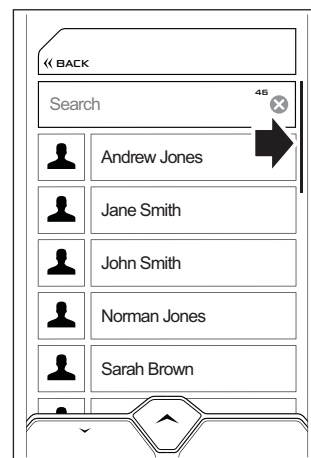 « BACK
Search 46
Andrew Jones
Jane Smith
John Smith
Norman Jones
Sarah Brown